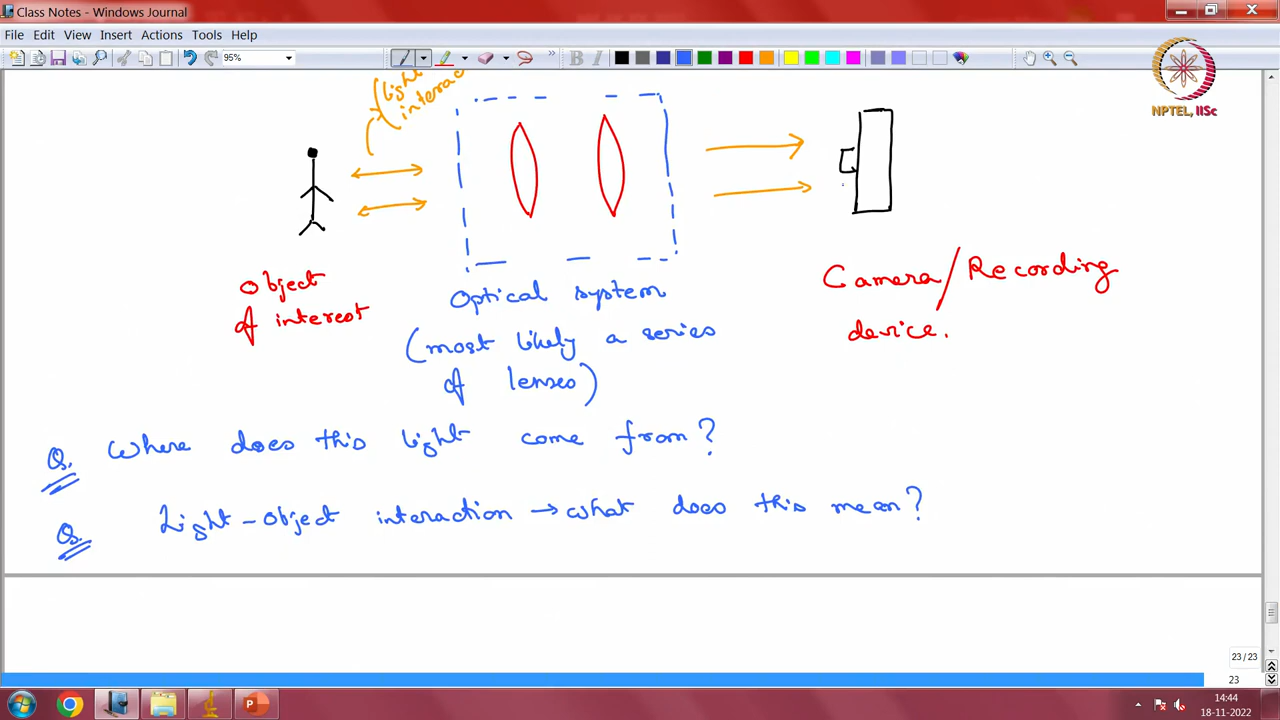 Class Notes - Windows Journal
File Edit View Insert Actions Tools Help
95%
NPTEL, IISc
light
Object
of interest
Optical system
(most likely a series
of lenses)
Camera/Recording
device.
Q. Where does this light come from?
Q. Light-object interaction → what does this mean?
23/23
23
14:44
18-11-2022